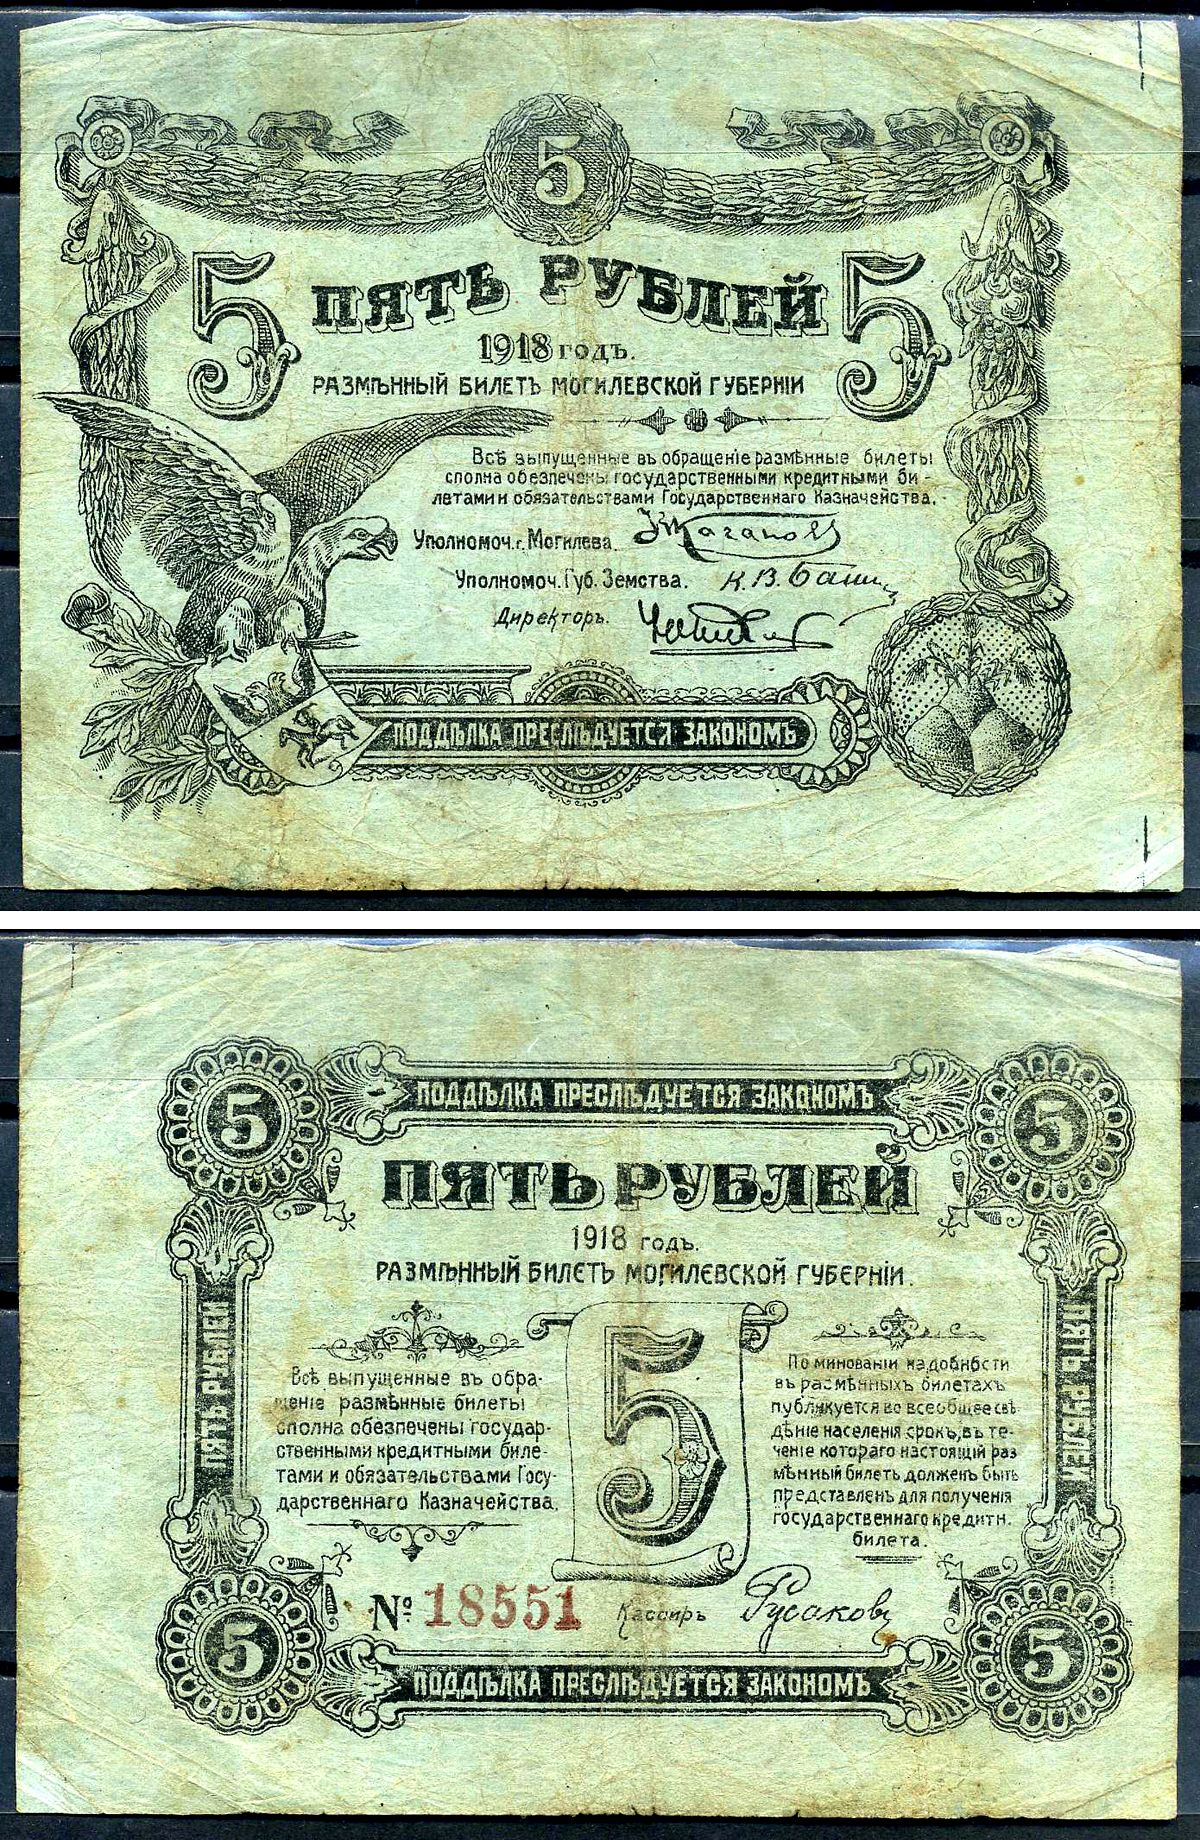 5
5 ПЯТЬ РУБЛЕЙ 5
1918 годъ.
РАЗМѢННЫЙ БИЛЕТЪ МОГИЛЕВСКОЙ ГУБЕРНІИ
Всѣ выпущенные въ обращеніе размѣнные билеты
сполна обезпечены государственными кредитными би-
летами и обязательствами Государственнаго Казначейства.
Уполномоч. г. Могилева.
Уполномоч. Губ. Земства. К. В.
Директоръ.
ПОДДѢЛКА ПРЕСЛѢДУЕТСЯ ЗАКОНОМЪ
5 ПОДДѢЛКА ПРЕСЛѢДУЕТСЯ ЗАКОНОМЪ 5
ПЯТЬ РУБЛЕЙ
1918 годъ.
РАЗМѢННЫЙ БИЛЕТЪ МОГИЛЕВСКОЙ ГУБЕРНІИ.
ПЯТЬ РУБЛЕЙ
Всѣ выпущенные въ обра-
щеніе размѣнные билеты
сполна обезпечены государ-
ственными кредитными биле-
тами и обязательствами Госу-
дарственнаго Казначейства.
5
По минованіи надобности
въ размѣнныхъ билетахъ
публикуется во всеобщее свѣ
дѣніе населенія срокъ, въ те-
ченіе котораго настоящій раз
мѣнный билетъ долженъ быть
представленъ для полученія
государственнаго кредитн.
билета.
ПЯТЬ РУБЛЕЙ
№ 18551 Кассиръ Русаковъ
5 ПОДДѢЛКА ПРЕСЛѢДУЕТСЯ ЗАКОНОМЪ 5